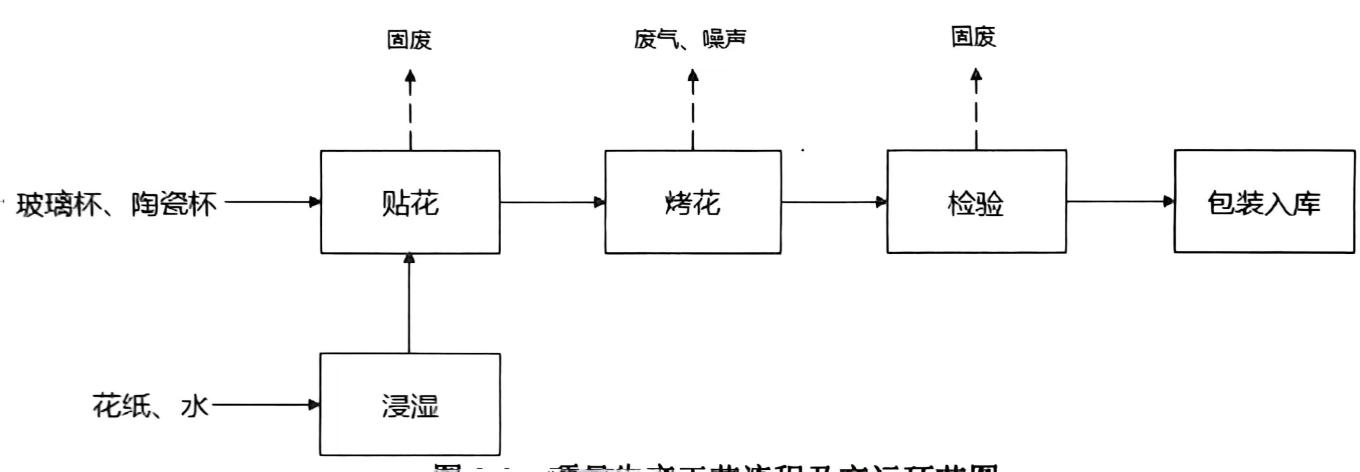 固废
废气、噪声
固废
玻璃杯、陶瓷杯
贴花
烤花
检验
包装入库
花纸、水
浸湿